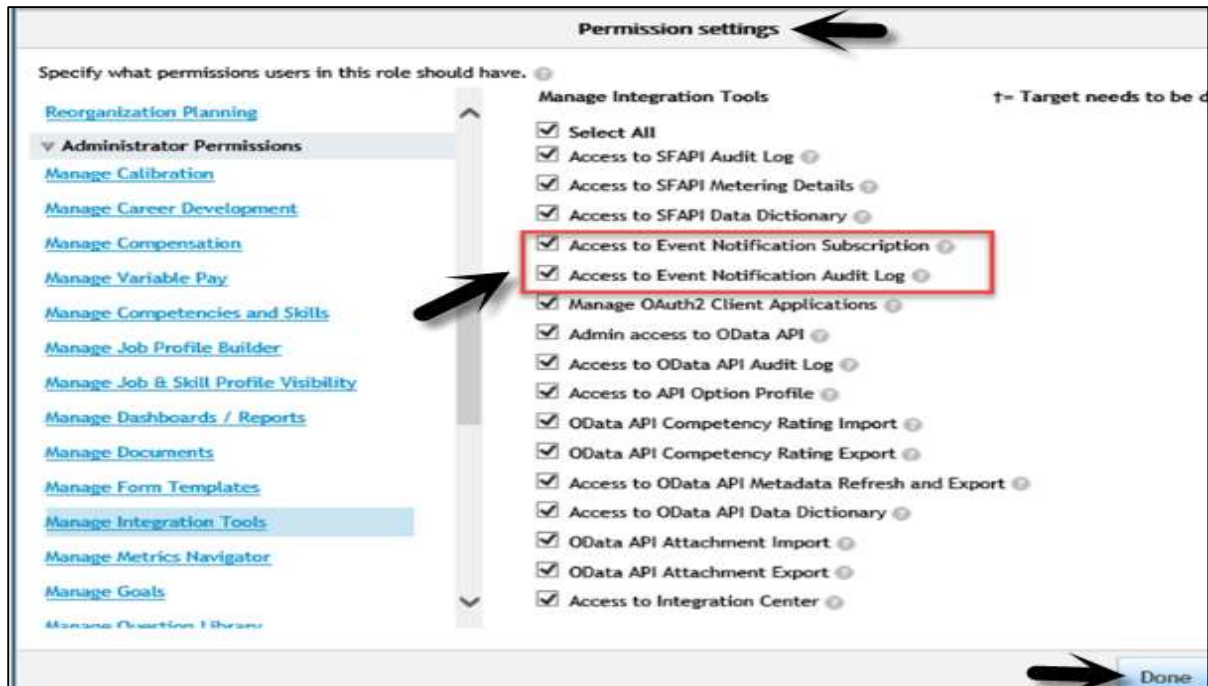 Permission settings
Specify what permissions users in this role should have.
Reorganization Planning
Administrator Permissions
Manage Calibration
Manage Career Development
Manage Compensation
Manage Variable Pay
Manage Competencies and Skills
Manage Job Profile Builder
Manage Job & Skill Profile Visibility
Manage Dashboards / Reports
Manage Documents
Manage Form Templates
Manage Integration Tools
Manage Metrics Navigator
Manage Goals
Manage Question Library
Manage Integration Tools
†= Target needs to be d
Select All
Access to SFAPI Audit Log
Access to SFAPI Metering Details
Access to SFAPI Data Dictionary
Access to Event Notification Subscription
Access to Event Notification Audit Log
Manage OAuth2 Client Applications
Admin access to OData API
Access to OData API Audit Log
Access to API Option Profile
OData API Competency Rating Import
OData API Competency Rating Export
Access to OData API Metadata Refresh and Export
Access to OData API Data Dictionary
OData API Attachment Import
OData API Attachment Export
Access to Integration Center
Done